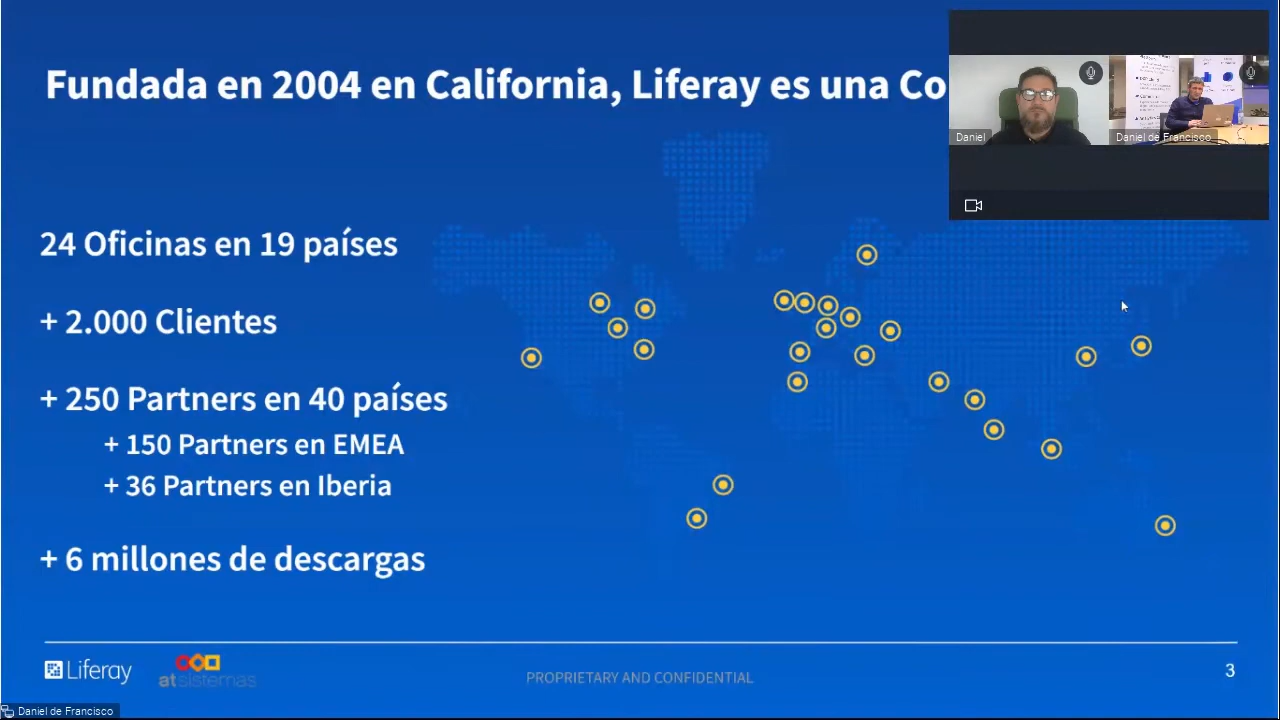 Fundada en 2004 en California, Liferay es una Co
Daniel
Daniel de Francisco
24 Oficinas en 19 países
+ 2.000 Clientes
+ 250 Partners en 40 países
+ 150 Partners en EMEA
+ 36 Partners en Iberia
+ 6 millones de descargas
Liferay
atsistemas
PROPRIETARY AND CONFIDENTIAL
3
Daniel de Francisco